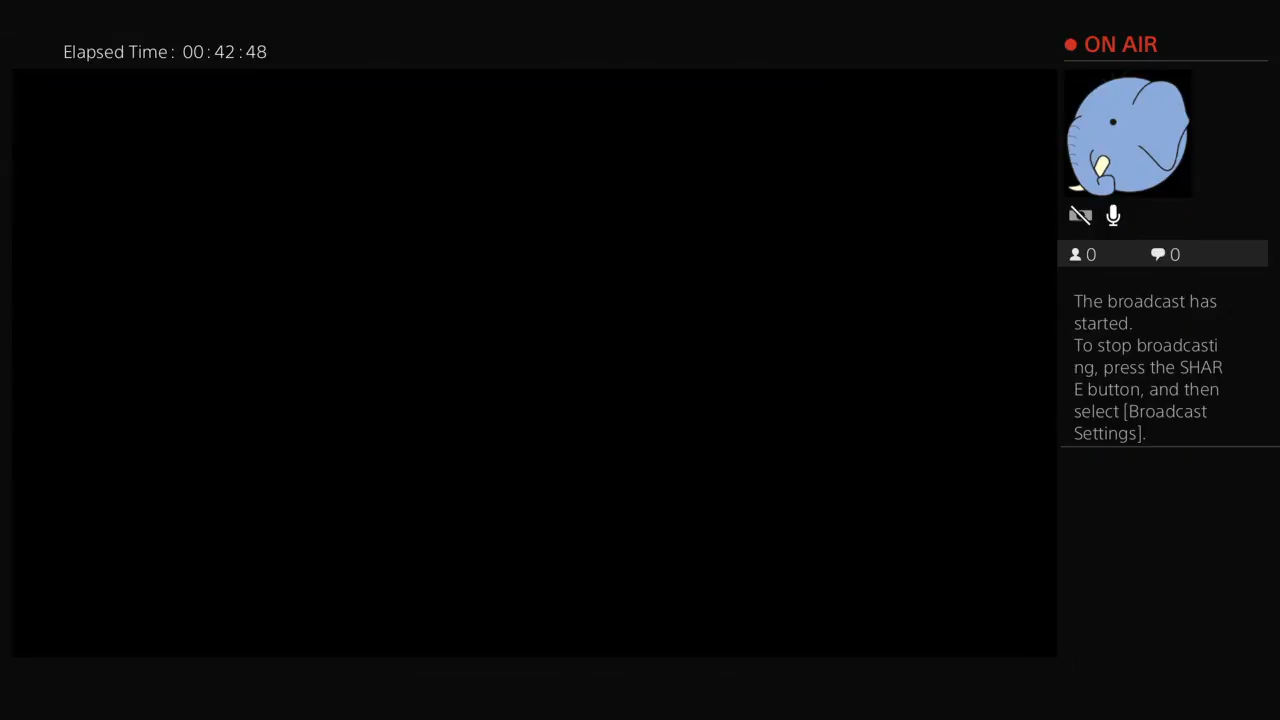 Elapsed Time: 00:42:48
ON AIR
0 0
The broadcast has
started.
To stop broadcasti
ng, press the SHAR
E button, and then
select [Broadcast
Settings].